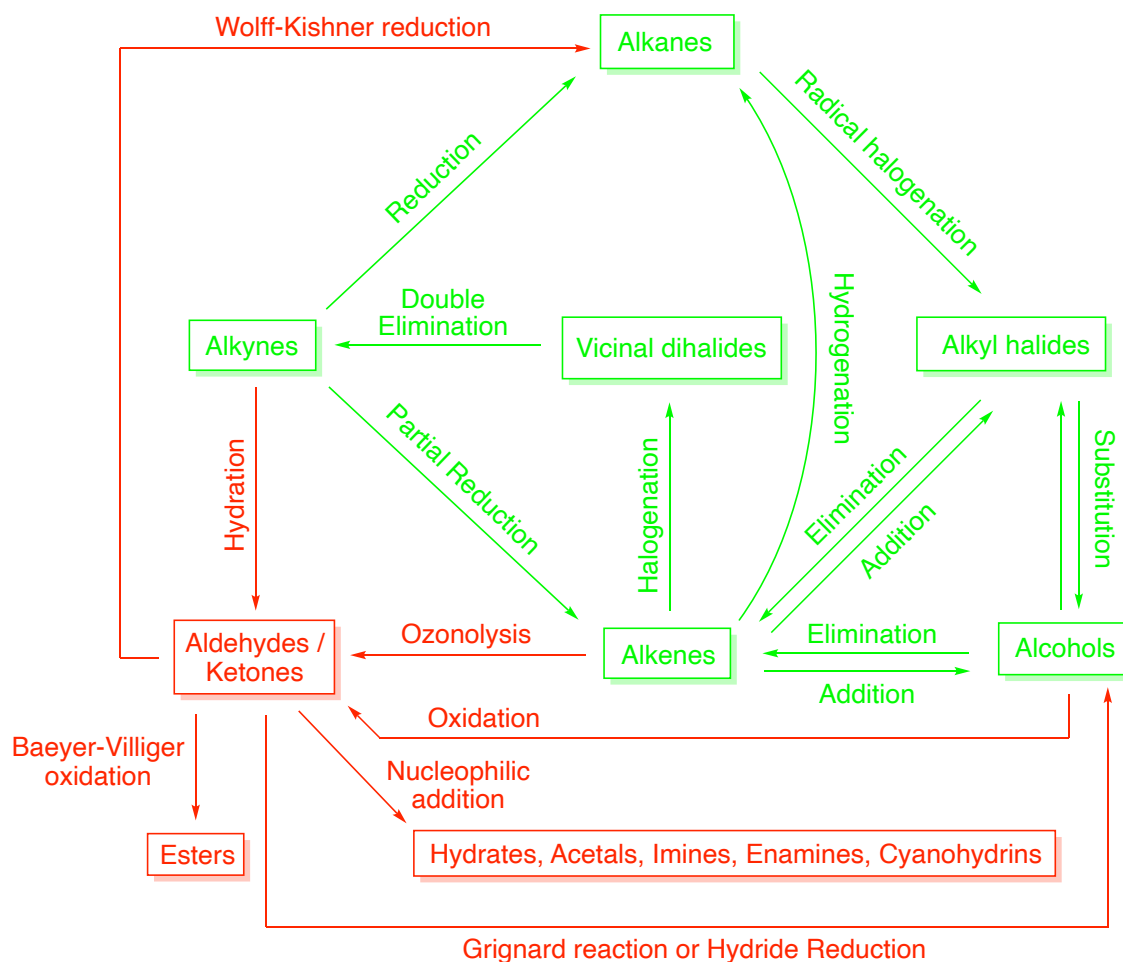 Wolff-Kishner reduction
Alkanes
Radical halogenation
Reduction
Hydrogenation
Double
Elimination
Alkynes
Vicinal dihalides
Alkyl halides
Partial Reduction
Hydration
Halogenation
Elimination
Addition
Substitution
Aldehydes /
Ketones
Ozonolysis
Alkenes
Elimination
Addition
Alcohols
Oxidation
Baeyer-Villiger
oxidation
Nucleophilic
addition
Esters
Hydrates, Acetals, Imines, Enamines, Cyanohydrins
Grignard reaction or Hydride Reduction